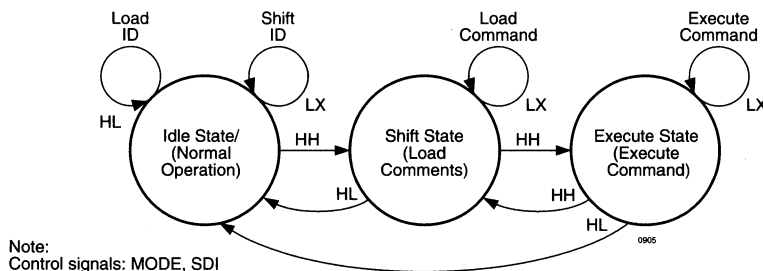 Load
ID
Shift
ID
Load
Command
Execute
Command
HL
LX
LX
LX
Idle State/
(Normal
Operation)
HH
Shift State
(Load
Comments)
HH
Execute State
(Execute
Command)
HL
HH
HL
0905
Note:
Control signals: MODE, SDI